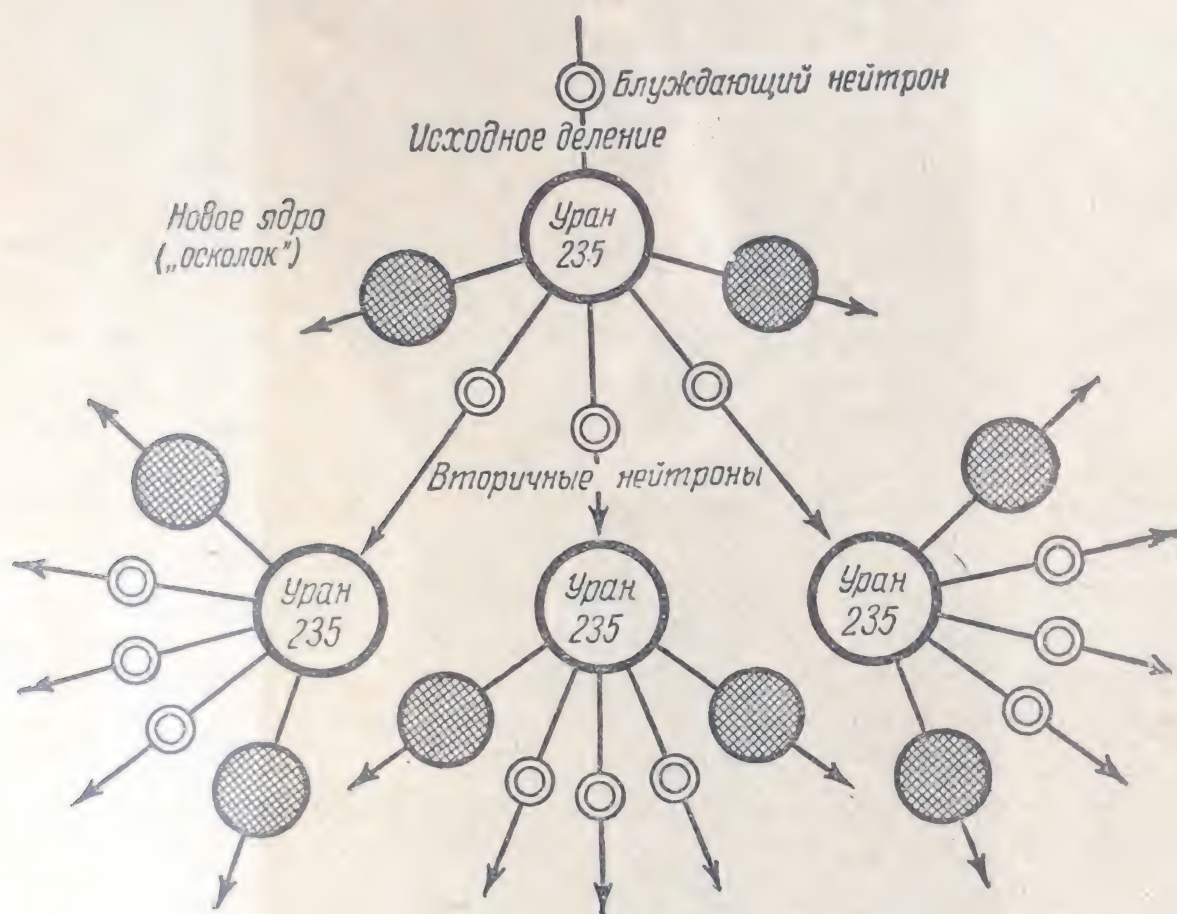 Блуждающий нейтрон
Исходное деление
Новое ядро
(„осколок”)
Уран
235
Вторичные нейтроны
Уран
235
Уран
235
Уран
235